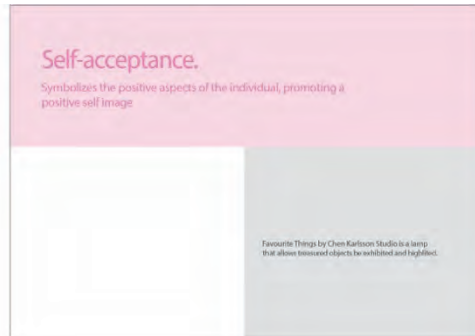 Self-acceptance.
Symbolizes the positive aspects of the individual, promoting a
positive self image
Favourite Things by Chen Karlsson Studio is a lamp
that allows treasured objects be exhibited and highlited.